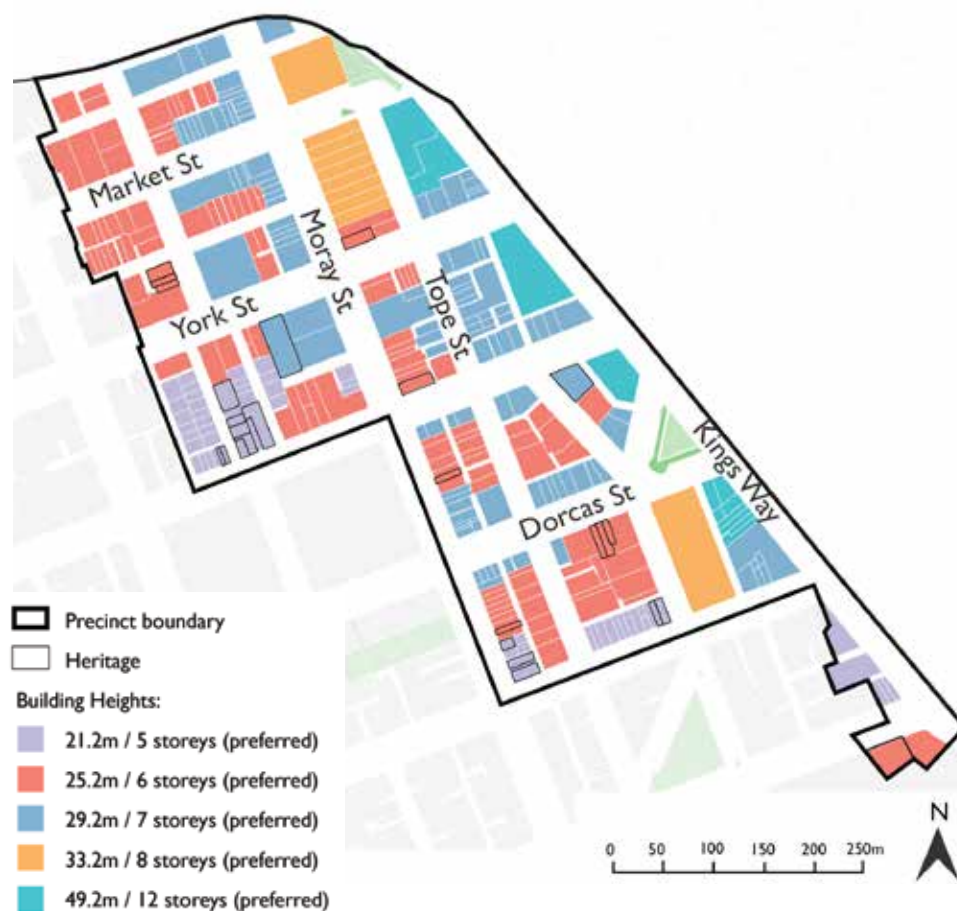 Market St
Moray St
York St
Tope St
Kings Way
Dorcas St
Precinct boundary
Heritage
Building Heights:
21.2m / 5 storeys (preferred)
25.2m / 6 storeys (preferred)
29.2m / 7 storeys (preferred)
33.2m / 8 storeys (preferred)
49.2m / 12 storeys (preferred)
N
0 50 100 150 200 250m